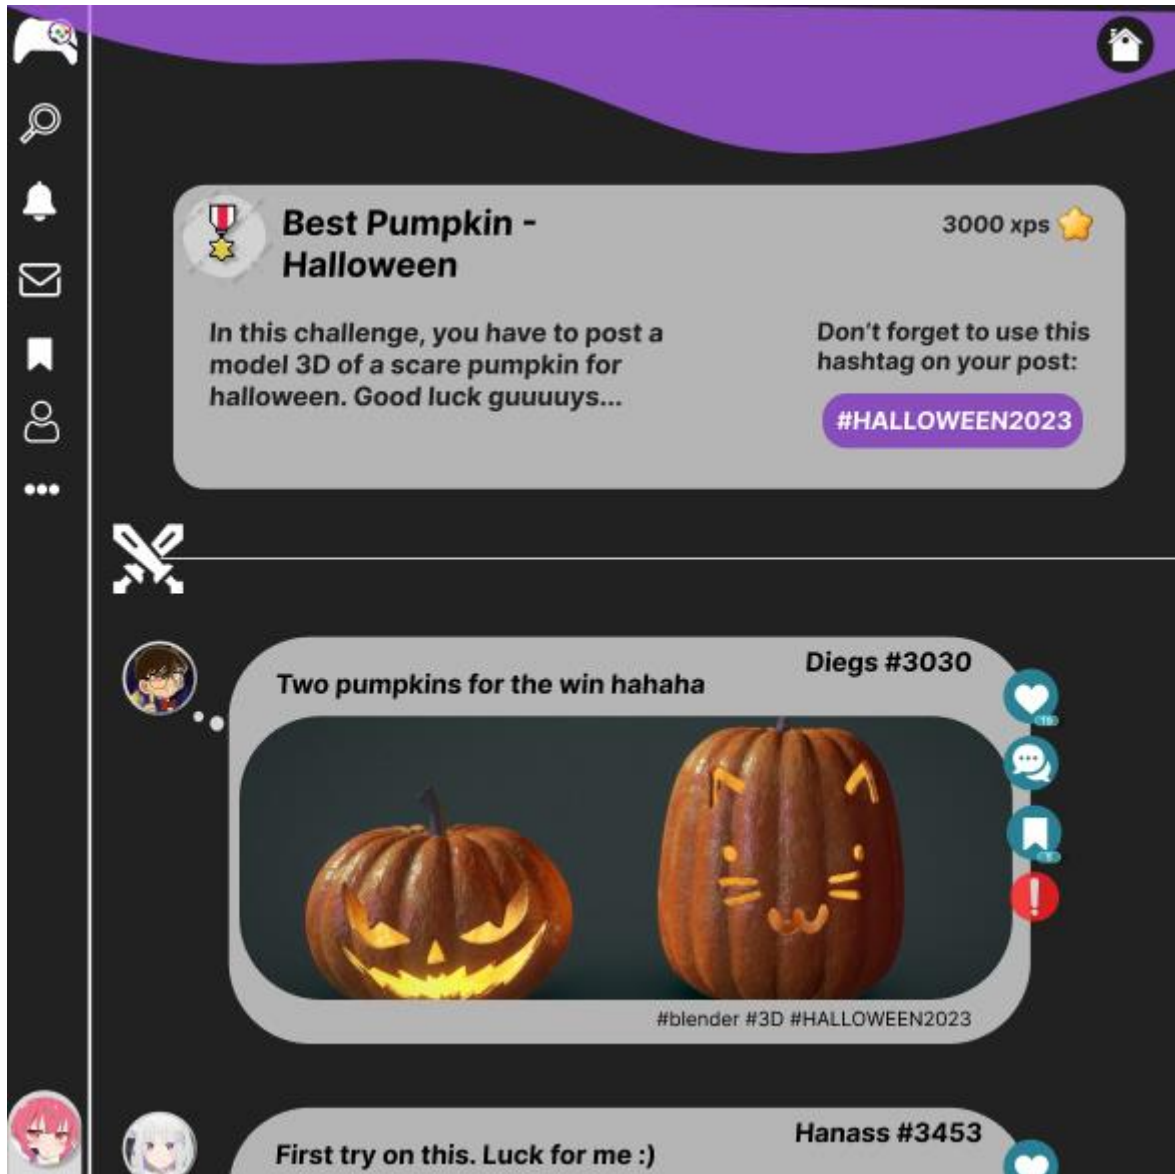 Best Pumpkin -
Halloween
3000 xps
In this challenge, you have to post a
model 3D of a scare pumpkin for
halloween. Good luck guuuuys...
Don't forget to use this
hashtag on your post:
#HALLOWEEN2023
Diegs #3030
Two pumpkins for the win hahaha
#blender #3D #HALLOWEEN2023
Hanass #3453
First try on this. Luck for me :)